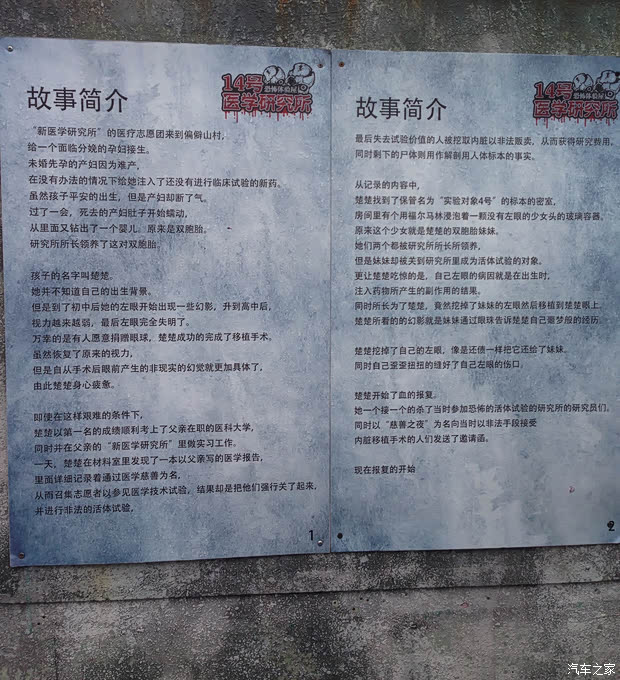 故事简介
14号
恐怖体验屋
医学研究所
“新医学研究所”的医疗志愿团来到偏僻山村，
给一个面临分娩的孕妇接生。
未婚先孕的产妇因为难产，
在没有办法的情况下给她注入了还没有进行临床试验的新药。
虽然孩子平安的出生，但是产妇却断了气。
过了一会，死去的产妇肚子开始蠕动，
从里面又钻出了一个婴儿。原来是双胞胎。
研究所所长领养了这对双胞胎。
孩子的名字叫楚楚。
她并不知道自己的出生背景。
但是到了初中后她的左眼开始出现一些幻影，升到高中后，
视力越来越弱，最后左眼完全失明了。
万幸的是有人愿意捐赠眼球，楚楚成功的完成了移植手术。
虽然恢复了原来的视力，
但是自从手术后眼前产生的非现实的幻觉就更加具体了，
由此楚楚身心疲惫。
即使在这样艰难的条件下，
楚楚以第一名的成绩顺利考上了父亲在职的医科大学，
同时并在父亲的“新医学研究所”里做实习工作。
一天，楚楚在材料室里发现了一本以父亲写的医学报告，
里面详细记录着通过医学慈善为名，
从而召集志愿者以参见医学技术试验，结果却是把他们强行关了起来，
并进行非法的活体试验，
1
故事简介
14号
恐怖体验屋
医学研究所
最后失去试验价值的人被挖取内脏以非法贩卖，从而获得研究费用，
同时剩下的尸体则用作解剖用人体标本的事实。
从记录的内容中，
楚楚找到了保管名为“实验对象4号”的标本的密室，
房间里有个用福尔马林浸泡着一颗没有左眼的少女头的玻璃容器，
原来这个少女就是楚楚的双胞胎妹妹。
她们两个都被研究所所长所领养，
但是妹妹却被关到研究所里成为活体试验的对象。
更让楚楚吃惊的是，自己左眼的病因就是在出生时，
注入药物所产生的副作用的结果。
同时所长为了楚楚，竟然挖掉了妹妹的左眼然后移植到楚楚眼上，
楚楚所看的的幻影就是妹妹通过眼珠告诉楚楚自己噩梦般的经历。
楚楚挖掉了自己的左眼，像是还债一样把它还给了妹妹。
同时自己歪歪扭扭的缝好了自己左眼的伤口。
楚楚开始了血的报复。
她一个接一个的杀了当时参加恐怖的活体试验的研究所的研究员们。
同时以“慈善之夜”为名向当时以非法手段接受
内脏移植手术的人们发送了邀请函。
现在报复的开始
2
汽车之家